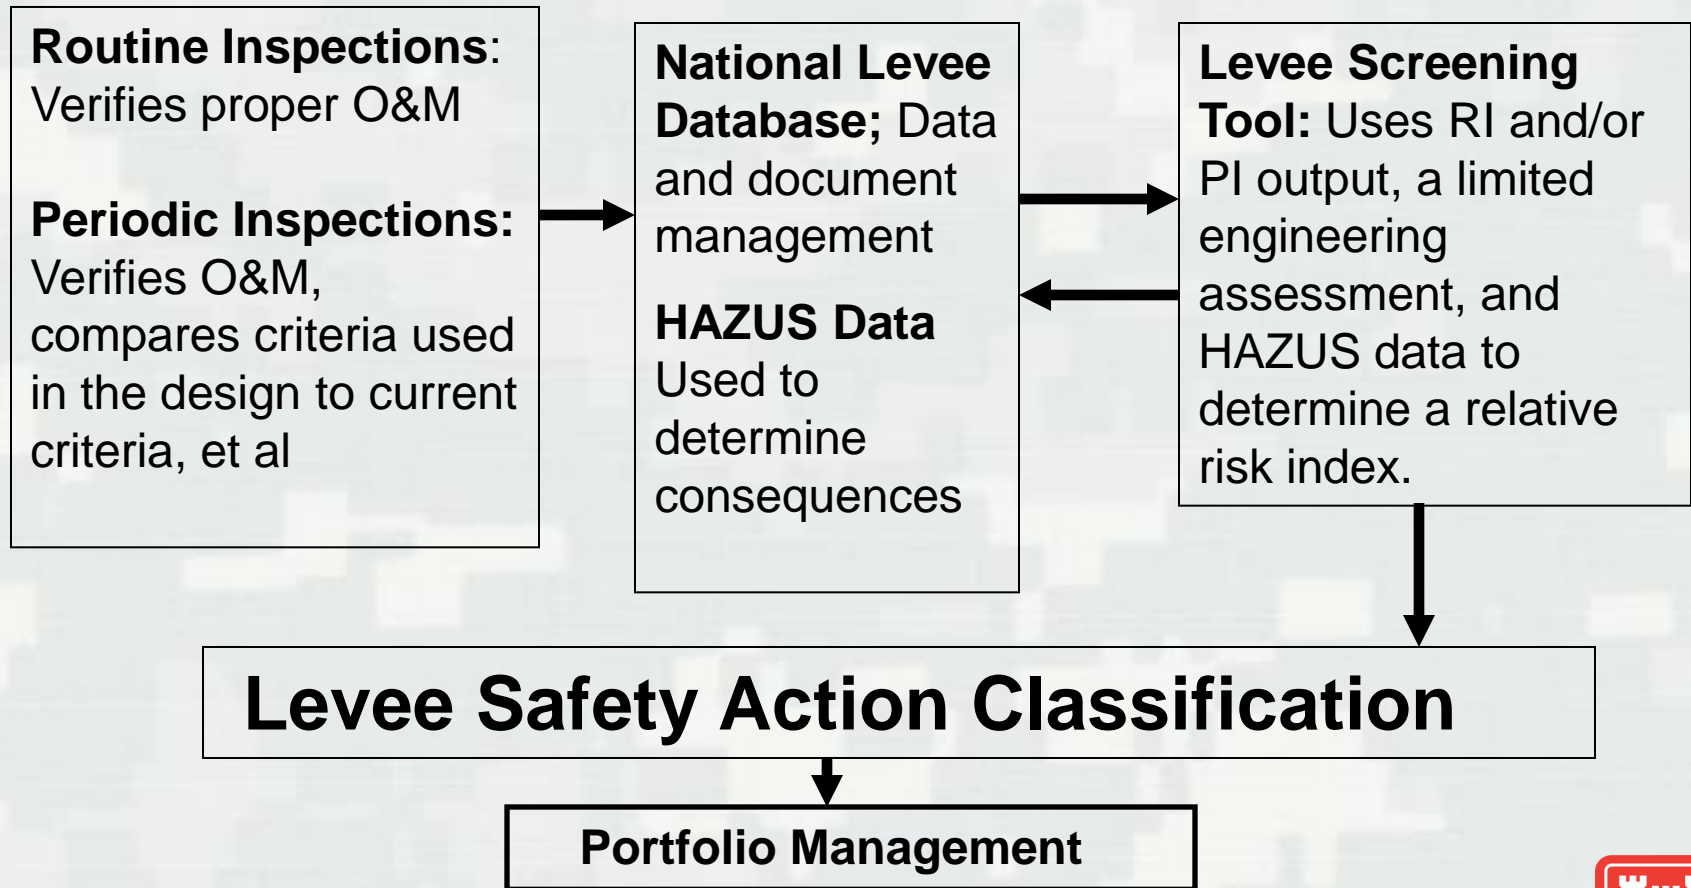 Routine Inspections:
Verifies proper O&M
Periodic Inspections:
Verifies O&M,
compares criteria used
in the design to current
criteria, et al
National Levee
Database; Data
and document
management
HAZUS Data
Used to
determine
consequences
Levee Screening
Tool: Uses RI and/or
PI output, a limited
engineering
assessment, and
HAZUS data to
determine a relative
risk index.
Levee Safety Action Classification
Portfolio Management